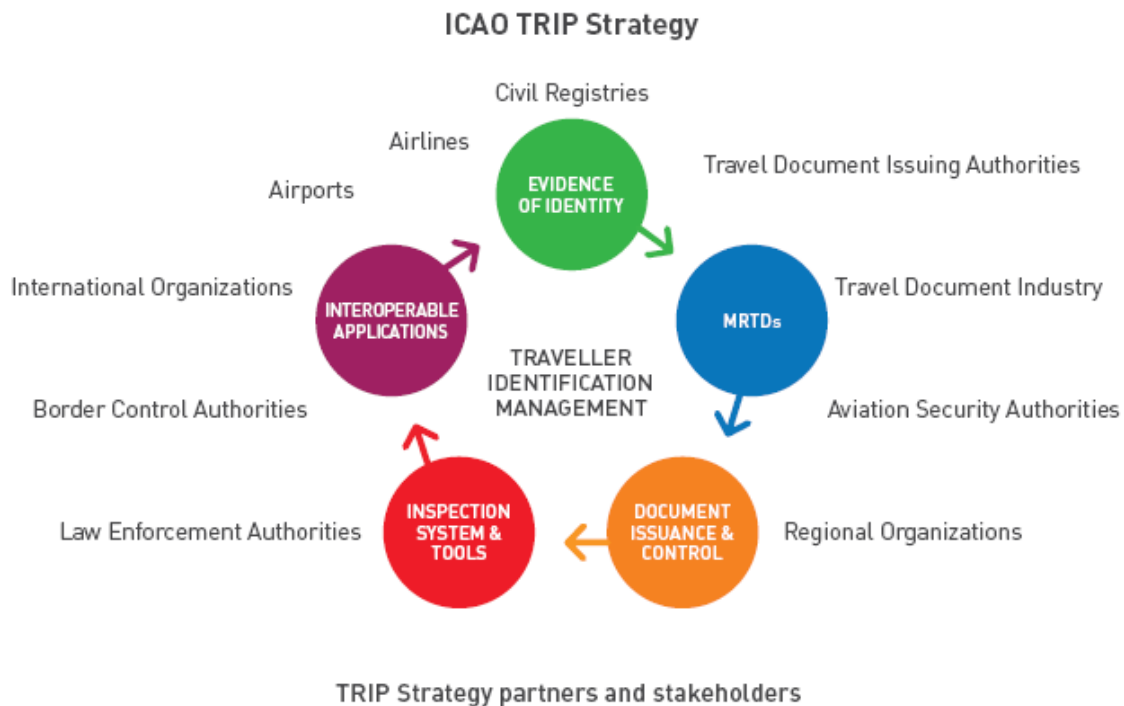 ICAO TRIP Strategy
Civil Registries
Airlines
Airports
International Organizations
Border Control Authorities
Law Enforcement Authorities
Travel Document Issuing Authorities
Travel Document Industry
Aviation Security Authorities
Regional Organizations
EVIDENCE
OF IDENTITY
MRTDs
DOCUMENT
ISSUANCE &
CONTROL
INSPECTION
SYSTEM &
TOOLS
INTEROPERABLE
APPLICATIONS
TRAVELLER
IDENTIFICATION
MANAGEMENT
TRIP Strategy partners and stakeholders